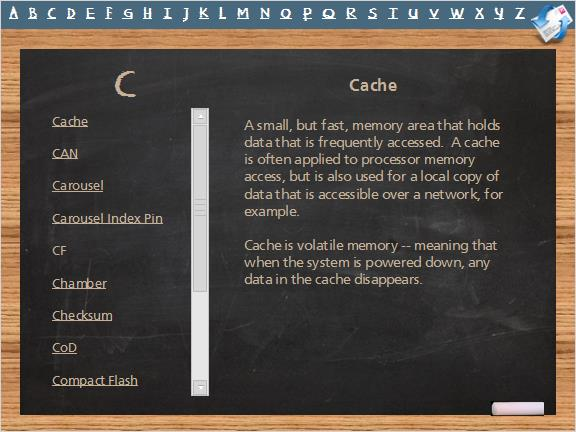 A B C D E F G H I J K L M N O P Q R S T U V W X Y Z
C
Cache
CAN
Carousel
Carousel Index Pin
CF
Chamber
Checksum
CoD
Compact Flash
Cache
A small, but fast, memory area that holds
data that is frequently accessed.  A cache
is often applied to processor memory
access, but is also used for a local copy of
data that is accessible over a network, for
example.
Cache is volatile memory -- meaning that
when the system is powered down, any
data in the cache disappears.